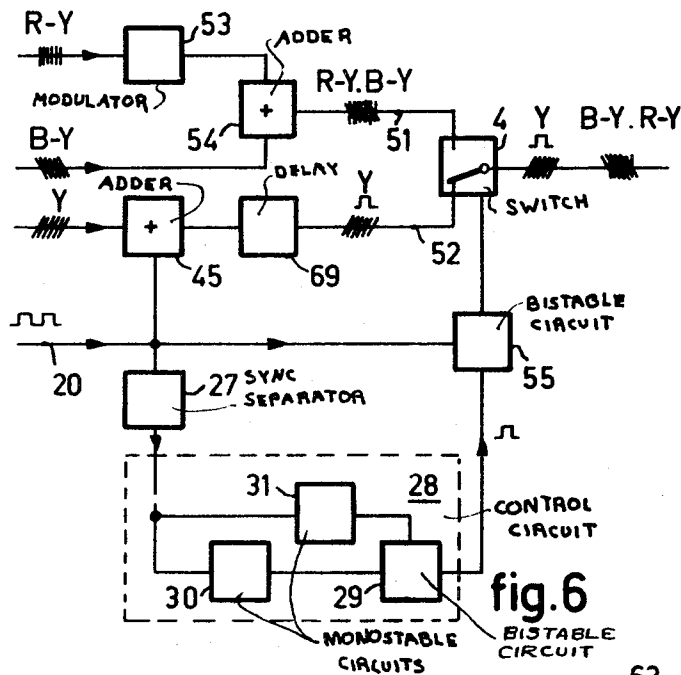 R-Y
53
ADDER
MODULATOR
54
+
R-Y.B-Y
51
4
Y
B-Y.R-Y
B-Y
DELAY
SWITCH
Y
ADDER
+
45
69
Y
52
BISTABLE
CIRCUIT
55
20
27
SYNC
SEPARATOR
31
28
CONTROL
CIRCUIT
30
29
fig.6
MONOSTABLE
CIRCUITS
BISTABLE
CIRCUIT